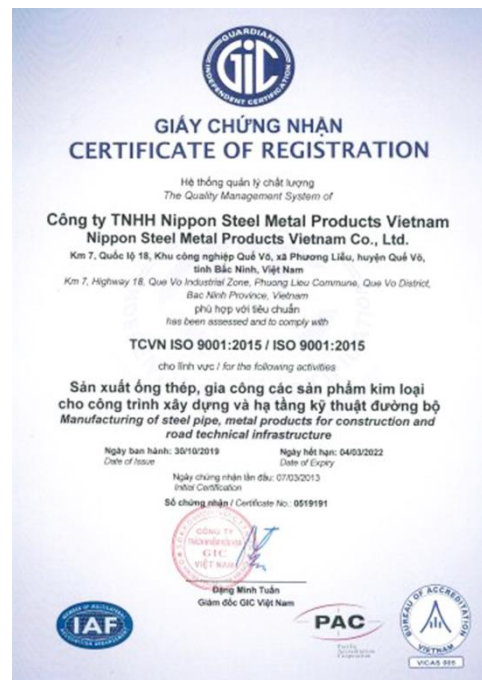 GUARDIAN
GIC
INDEPENDENT CERTIFICATION
GIẤY CHỨNG NHẬN
CERTIFICATE OF REGISTRATION
Hệ thống quản lý chất lượng
The Quality Management System of
Công ty TNHH Nippon Steel Metal Products Vietnam
Nippon Steel Metal Products Vietnam Co., Ltd.
Km 7, Quốc lộ 18, Khu công nghiệp Quế Võ, xã Phương Liễu, huyện Quế Võ,
tỉnh Bắc Ninh, Việt Nam
Km 7, Highway 18, Que Vo Industrial Zone, Phuong Lieu Commune, Que Vo District,
Bac Ninh Province, Vietnam
phù hợp với tiêu chuẩn
has been assessed and to comply with
TCVN ISO 9001:2015 / ISO 9001:2015
cho lĩnh vực / for the following activities
Sản xuất ống thép, gia công các sản phẩm kim loại
cho công trình xây dựng và hạ tầng kỹ thuật đường bộ
Manufacturing of steel pipe, metal products for construction and
road technical infrastructure
Ngày ban hành: 30/10/2019 Ngày hết hạn: 04/03/2022
Date of Issue Date of Expiry
Ngày chứng nhận lần đầu: 07/03/2013
Initial Certification
Số chứng nhận / Certificate No.: 0519191
CÔNG TY
GIC
VIỆT NAM
Đặng Minh Tuấn
Giám đốc GIC Việt Nam
IAF
PAC
Pacific
Accreditation
Cooperation
BUREAU OF ACCREDITATION
VIETNAM
VICAS 005